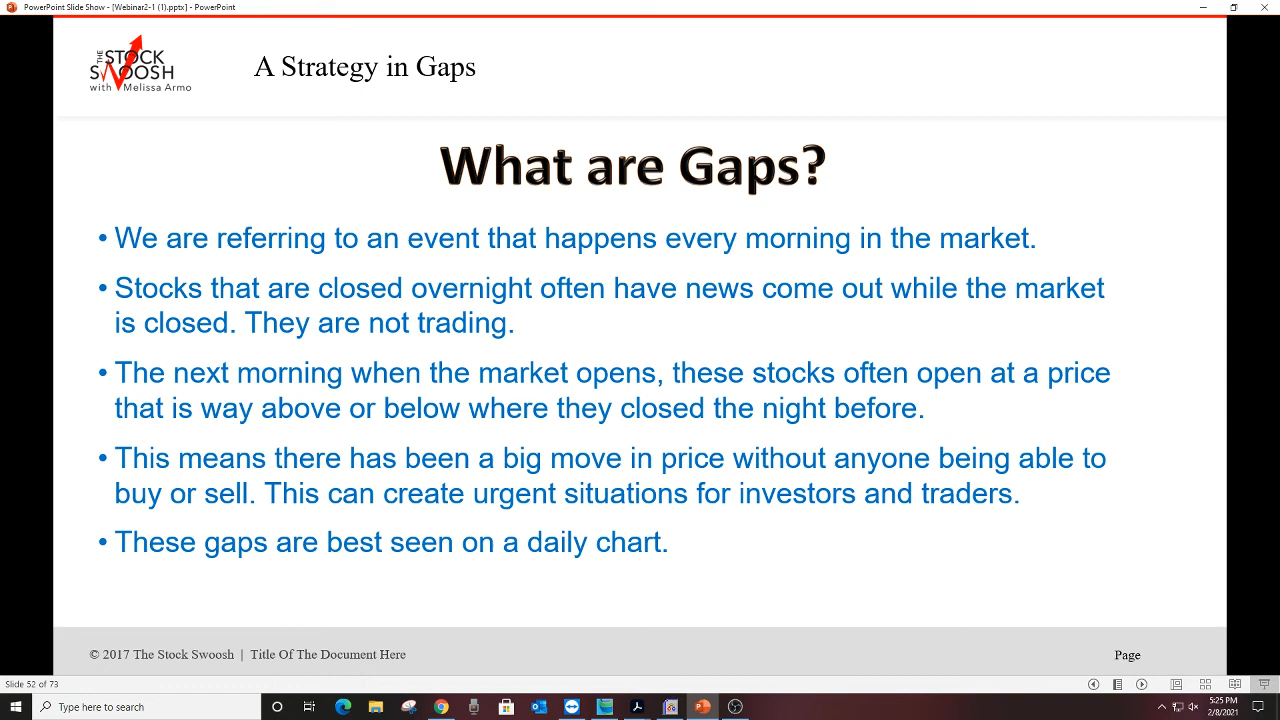 PowerPoint Slide Show - [Webinar2-1 (1).pptx] - PowerPoint
THE
STOCK
SWOOSH
with Melissa Armo
A Strategy in Gaps
What are Gaps?
• We are referring to an event that happens every morning in the market.
• Stocks that are closed overnight often have news come out while the market
is closed. They are not trading.
• The next morning when the market opens, these stocks often open at a price
that is way above or below where they closed the night before.
• This means there has been a big move in price without anyone being able to
buy or sell. This can create urgent situations for investors and traders.
• These gaps are best seen on a daily chart.
© 2017 The Stock Swoosh | Title Of The Document Here
Page
Slide 52 of 73
Type here to search
5:25 PM
2/8/2021